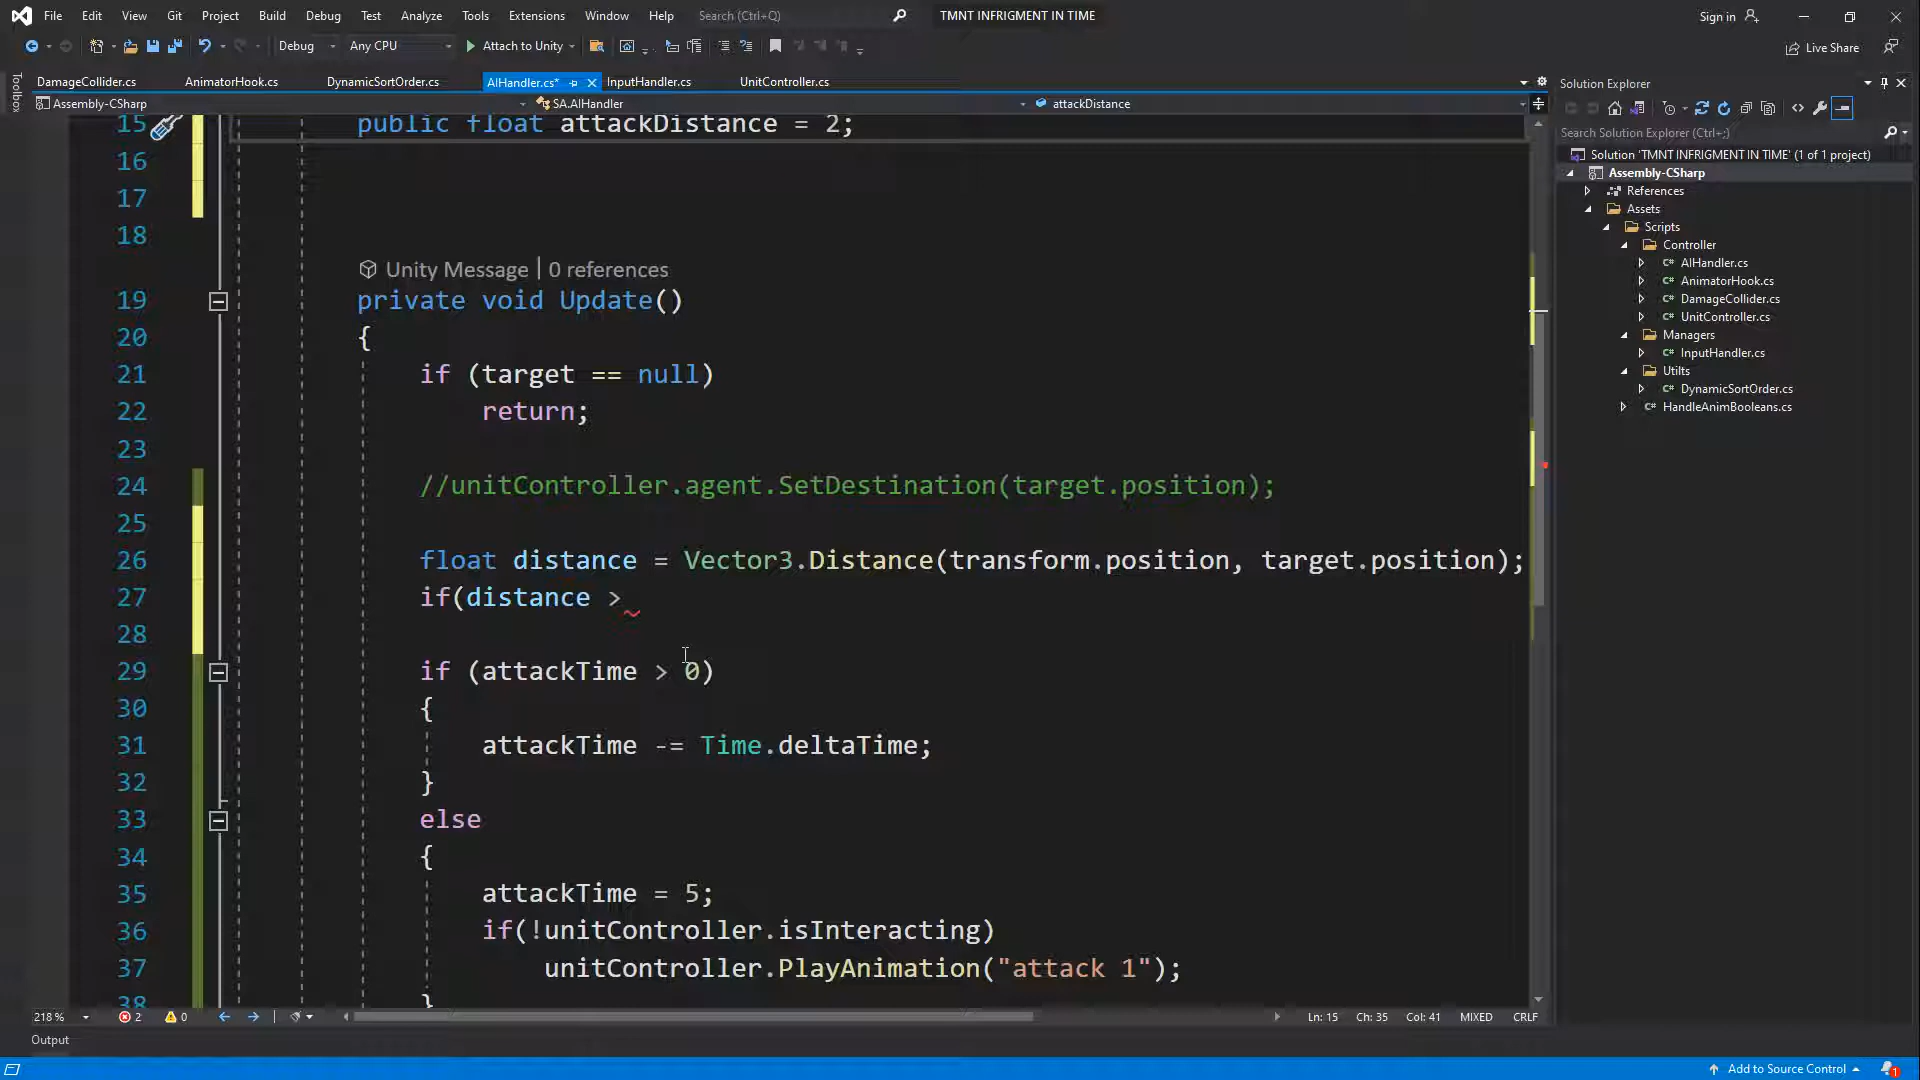 File Edit View Git Project Build Debug Test Analyze Tools Extensions Window Help Search (Ctrl+Q) TMNT INFRIGMENT IN TIME Sign in
Debug Any CPU Attach to Unity Live Share
DamageCollider.cs AnimatorHook.cs DynamicSortOrder.cs AIHandler.cs* InputHandler.cs UnitController.cs
Assembly-CSharp SA.AIHandler attackDistance
Toolbox
15 public float attackDistance = 2;
16
17
18
Unity Message | 0 references
19 private void Update()
20 {
21 if (target == null)
22 return;
23
24 //unitController.agent.SetDestination(target.position);
25
26 float distance = Vector3.Distance(transform.position, target.position);
27 if(distance >
28
29 if (attackTime > 0)
30 {
31 attackTime -= Time.deltaTime;
32 }
33 else
34 {
35 attackTime = 5;
36 if(!unitController.isInteracting)
37 unitController.PlayAnimation("attack 1");
38 }
218 % 2 0 Ln: 15 Ch: 35 Col: 41 MIXED CRLF
Output
Solution Explorer
Search Solution Explorer (Ctrl+;)
Solution 'TMNT INFRIGMENT IN TIME' (1 of 1 project)
Assembly-CSharp
References
Assets
Scripts
Controller
C# AIHandler.cs
C# AnimatorHook.cs
C# DamageCollider.cs
C# UnitController.cs
Managers
C# InputHandler.cs
Utilts
C# DynamicSortOrder.cs
C# HandleAnimBooleans.cs
Add to Source Control 1